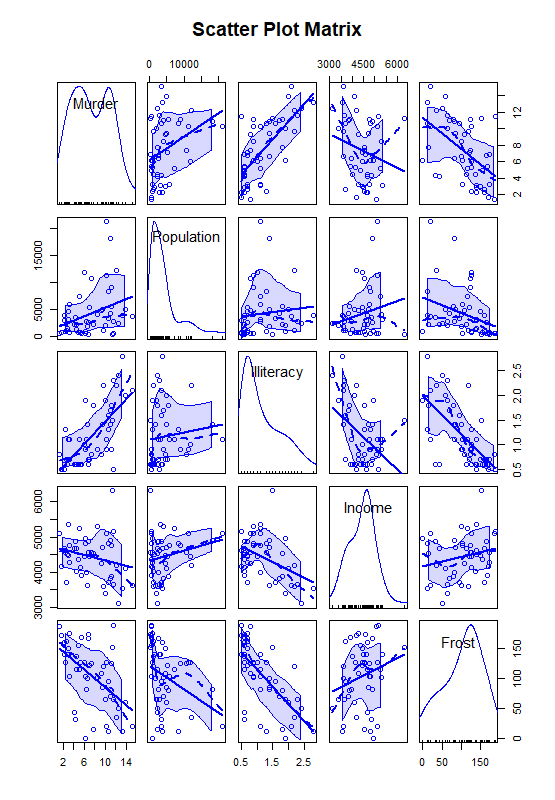 Scatter Plot Matrix
0 10000
3000 4500 6000
Murder
2 4 6 8 12
Population
0 5000 15000
Illiteracy
0.5 1.0 1.5 2.0 2.5
Income
3000 4000 5000 6000
Frost
0 50 100 150
2 6 10 14
0.5 1.5 2.5
0 50 150